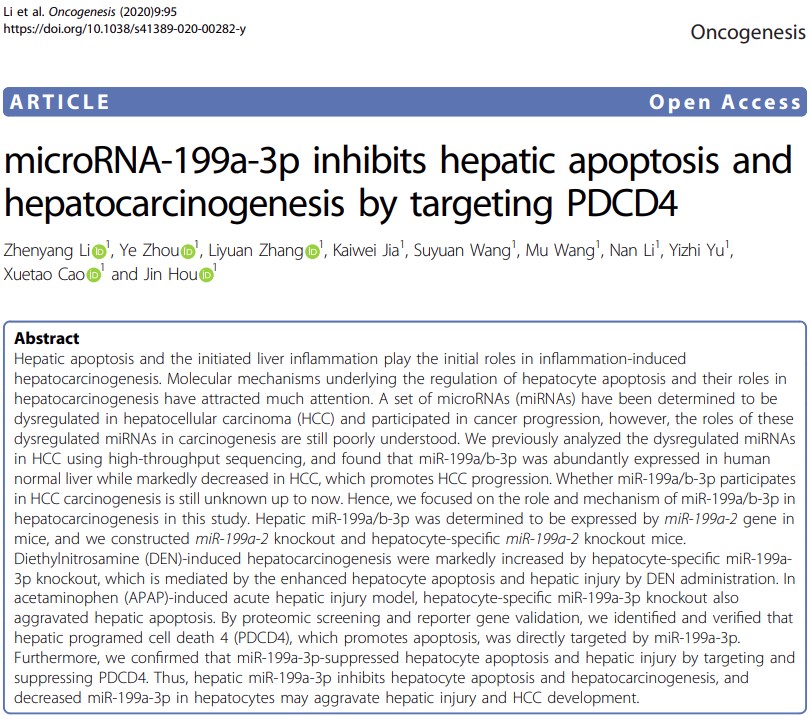 Li et al. Oncogenesis (2020)9:95
https://doi.org/10.1038/s41389-020-00282-y
Oncogenesis
ARTICLE Open Access
microRNA-199a-3p inhibits hepatic apoptosis and
hepatocarcinogenesis by targeting PDCD4
Zhenyang Li iD1, Ye Zhou iD1, Liyuan Zhang iD1, Kaiwei Jia1, Suyuan Wang1, Mu Wang1, Nan Li1, Yizhi Yu1,
Xuetao Cao iD1 and Jin Hou iD1
Abstract
Hepatic apoptosis and the initiated liver inflammation play the initial roles in inflammation-induced
hepatocarcinogenesis. Molecular mechanisms underlying the regulation of hepatocyte apoptosis and their roles in
hepatocarcinogenesis have attracted much attention. A set of microRNAs (miRNAs) have been determined to be
dysregulated in hepatocellular carcinoma (HCC) and participated in cancer progression, however, the roles of these
dysregulated miRNAs in carcinogenesis are still poorly understood. We previously analyzed the dysregulated miRNAs
in HCC using high-throughput sequencing, and found that miR-199a/b-3p was abundantly expressed in human
normal liver while markedly decreased in HCC, which promotes HCC progression. Whether miR-199a/b-3p participates
in HCC carcinogenesis is still unknown up to now. Hence, we focused on the role and mechanism of miR-199a/b-3p in
hepatocarcinogenesis in this study. Hepatic miR-199a/b-3p was determined to be expressed by miR-199a-2 gene in
mice, and we constructed miR-199a-2 knockout and hepatocyte-specific miR-199a-2 knockout mice.
Diethylnitrosamine (DEN)-induced hepatocarcinogenesis were markedly increased by hepatocyte-specific miR-199a-
3p knockout, which is mediated by the enhanced hepatocyte apoptosis and hepatic injury by DEN administration. In
acetaminophen (APAP)-induced acute hepatic injury model, hepatocyte-specific miR-199a-3p knockout also
aggravated hepatic apoptosis. By proteomic screening and reporter gene validation, we identified and verified that
hepatic programed cell death 4 (PDCD4), which promotes apoptosis, was directly targeted by miR-199a-3p.
Furthermore, we confirmed that miR-199a-3p-suppressed hepatocyte apoptosis and hepatic injury by targeting and
suppressing PDCD4. Thus, hepatic miR-199a-3p inhibits hepatocyte apoptosis and hepatocarcinogenesis, and
decreased miR-199a-3p in hepatocytes may aggravate hepatic injury and HCC development.